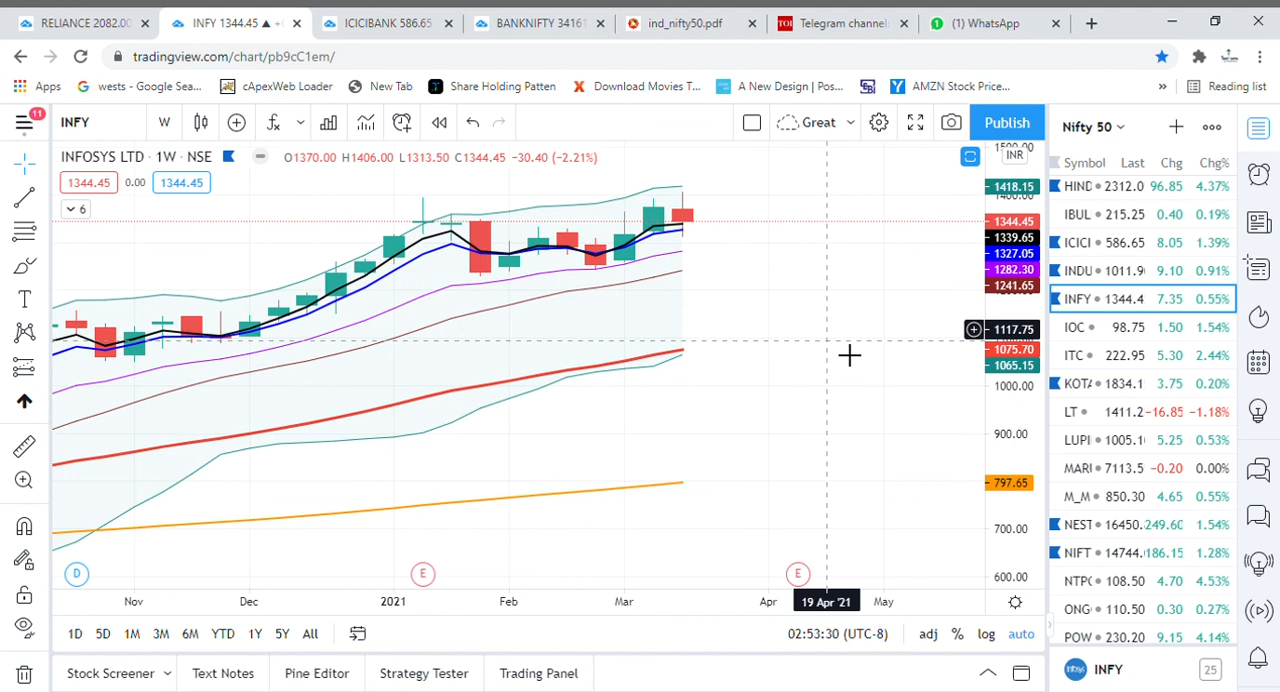 RELIANCE 2082.00
INFY 1344.45 ▲
ICICIBANK 586.65
BANKNIFTY 34161
ind_nifty50.pdf
TOI Telegram channel
(1) WhatsApp
tradingview.com/chart/pb9cC1em/
Apps
wests - Google Sea...
cApexWeb Loader
New Tab
Share Holding Patten
Download Movies T...
A New Design | Pos...
AMZN Stock Price...
»
Reading list
11
INFY
W
Great
Publish
Nifty 50
INFOSYS LTD · 1W · NSE
O1370.00 H1406.00 L1313.50 C1344.45 −30.40 (−2.21%)
1344.45
0.00
1344.45
6
INR
1418.15
1344.45
1339.65
1327.05
1282.30
1241.65
1117.75
1075.70
1065.15
1000.00
900.00
797.65
700.00
600.00
D
E
E
Nov
Dec
2021
Feb
Mar
Apr
19 Apr '21
May
1D 5D 1M 3M 6M YTD 1Y 5Y All
02:53:30 (UTC-8)
adj % log auto
Stock Screener
Text Notes
Pine Editor
Strategy Tester
Trading Panel
Symbol Last Chg Chg%
HIND 2312.0 96.85 4.37%
IBUL 215.25 0.40 0.19%
ICICI 586.65 8.05 1.39%
INDU 1011.9 9.10 0.91%
INFY 1344.4 7.35 0.55%
IOC 98.75 1.50 1.54%
ITC 222.95 5.30 2.44%
KOTA 1834.1 3.75 0.20%
LT 1411.2 -16.85 -1.18%
LUPI 1005.1 5.25 0.53%
MARI 7113.5 -0.20 0.00%
M_M 850.30 4.65 0.55%
NEST 16450. 249.60 1.54%
NIFT 14744. 186.15 1.28%
NTPC 108.50 4.70 4.53%
ONG 110.50 0.30 0.27%
POW 230.20 9.15 4.14%
INFY
25